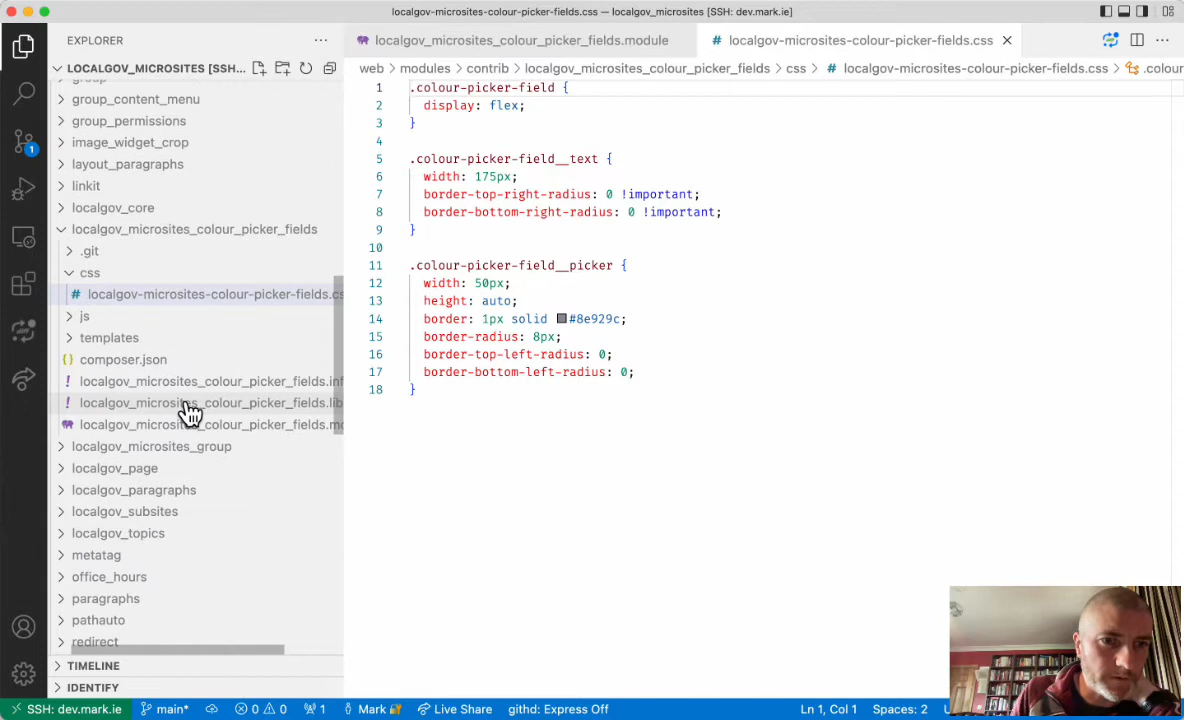 localgov-microsites-colour-picker-fields.css — localgov_microsites [SSH: dev.mark.ie]
EXPLORER
LOCALGOV_MICROSITES [SSH...
group_content_menu
group_permissions
image_widget_crop
layout_paragraphs
linkit
localgov_core
localgov_microsites_colour_picker_fields
.git
css
# localgov-microsites-colour-picker-fields.cs
js
templates
{} composer.json
! localgov_microsites_colour_picker_fields.inf
! localgov_microsites_colour_picker_fields.lib
localgov_microsites_colour_picker_fields.mo
localgov_microsites_group
localgov_page
localgov_paragraphs
localgov_subsites
localgov_topics
metatag
office_hours
paragraphs
pathauto
redirect
TIMELINE
IDENTIFY
1
localgov_microsites_colour_picker_fields.module
# localgov-microsites-colour-picker-fields.css
web > modules > contrib > localgov_microsites_colour_picker_fields > css > # localgov-microsites-colour-picker-fields.css > .colour
1 .colour-picker-field {
2 display: flex;
3 }
4
5 .colour-picker-field__text {
6 width: 175px;
7 border-top-right-radius: 0 !important;
8 border-bottom-right-radius: 0 !important;
9 }
10
11 .colour-picker-field__picker {
12 width: 50px;
13 height: auto;
14 border: 1px solid #8e929c;
15 border-radius: 8px;
16 border-top-left-radius: 0;
17 border-bottom-left-radius: 0;
18 }
SSH: dev.mark.ie main* 0 0 1 Mark Live Share githd: Express Off Ln 1, Col 1 Spaces: 2